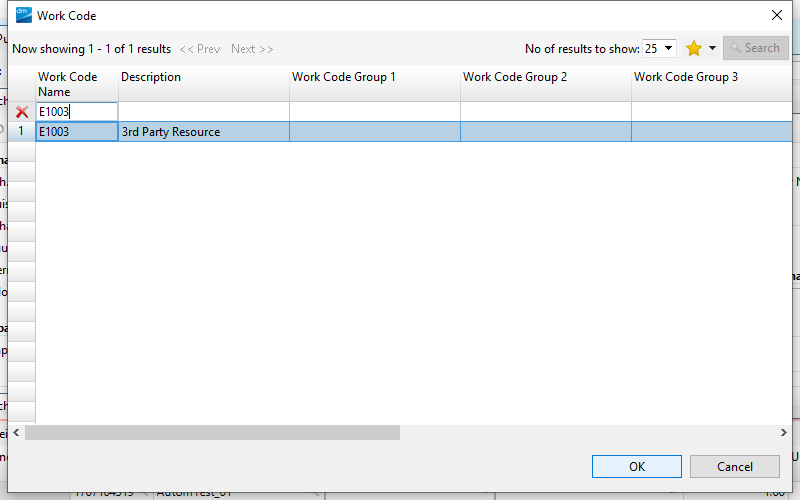 dm Work Code
Now showing 1 - 1 of 1 results << Prev Next >> No of results to show: 25 Search
Work Code Name Description Work Code Group 1 Work Code Group 2 Work Code Group 3
E1003
1 E1003 3rd Party Resource
OK Cancel